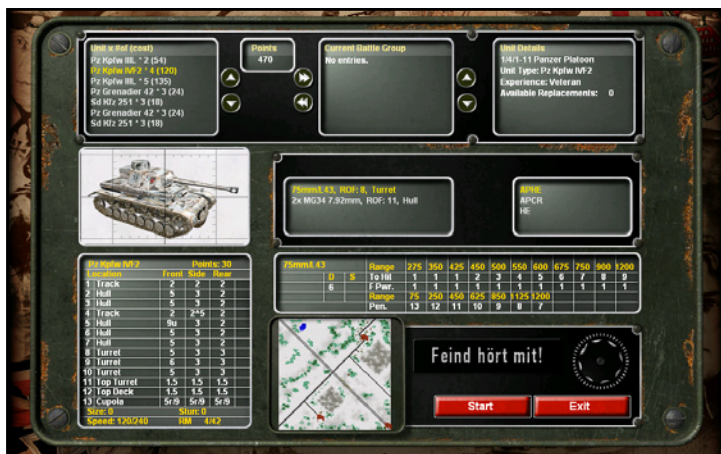 Unit x #of (cost)
Pz Kpfw IIIL * 2 (54)
Pz Kpfw IVF2 * 4 (120)
Pz Kpfw IIIL * 5 (135)
Pz Grenadier 42 * 3 (24)
Sd Kfz 251 * 3 (18)
Pz Grenadier 42 * 3 (24)
Sd Kfz 251 * 3 (18)
Points
470
Current Battle Group
No entries.
Unit Details
1/4/1-11 Panzer Platoon
Unit Type: Pz Kpfw IVF2
Experience: Veteran
Available Replacements: 0
75mm/L43, ROF: 8, Turret
2x MG34 7.92mm, ROF: 11, Hull
APHE
APCR
HE
Pz Kpfw IVF2 Points: 30
Location Front Side Rear
1 Track 2 2 2
2 Hull 5 3 2
3 Hull 5 3 2
4 Track 2 2^5 2
5 Hull 9u 3 2
6 Hull 5 3 2
7 Hull 5 3 2
8 Turret 5 3 3
9 Turret 6 3 3
10 Turret 5 3 3
11 Top Turret 1.5 1.5 1.5
12 Top Deck 1.5 1.5 1.5
13 Cupola 5r/9 5r/9 5r/9
Size: 0 Stun: 0
Speed: 120/240 RM 4/42
75mm/L43 Range 275 350 425 450 500 550 600 675 750 900 1200
D S To Hit 1 1 1 2 3 4 5 6 7 8 9
6 F Pwr. 1 1 1 1 1 1 1 1 1 1 1
Range 75 250 450 625 850 1125 1200
Pen. 13 12 11 10 9 8 7
Feind hört mit!
Start
Exit